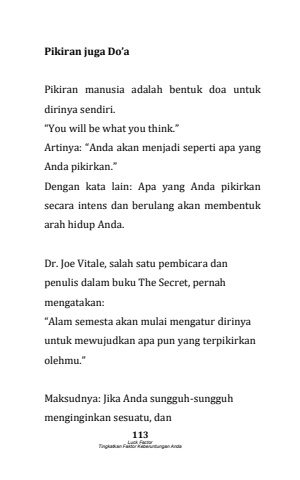 Pikiran juga Do’a
Pikiran manusia adalah bentuk doa untuk
dirinya sendiri.
“You will be what you think.”
Artinya: “Anda akan menjadi seperti apa yang
Anda pikirkan.”
Dengan kata lain: Apa yang Anda pikirkan
secara intens dan berulang akan membentuk
arah hidup Anda.
Dr. Joe Vitale, salah satu pembicara dan
penulis dalam buku The Secret, pernah
mengatakan:
“Alam semesta akan mulai mengatur dirinya
untuk mewujudkan apa pun yang terpikirkan
olehmu.”
Maksudnya: Jika Anda sungguh-sungguh
menginginkan sesuatu, dan
113
Luck Factor
Tingkatkan Faktor Keberuntungan Anda